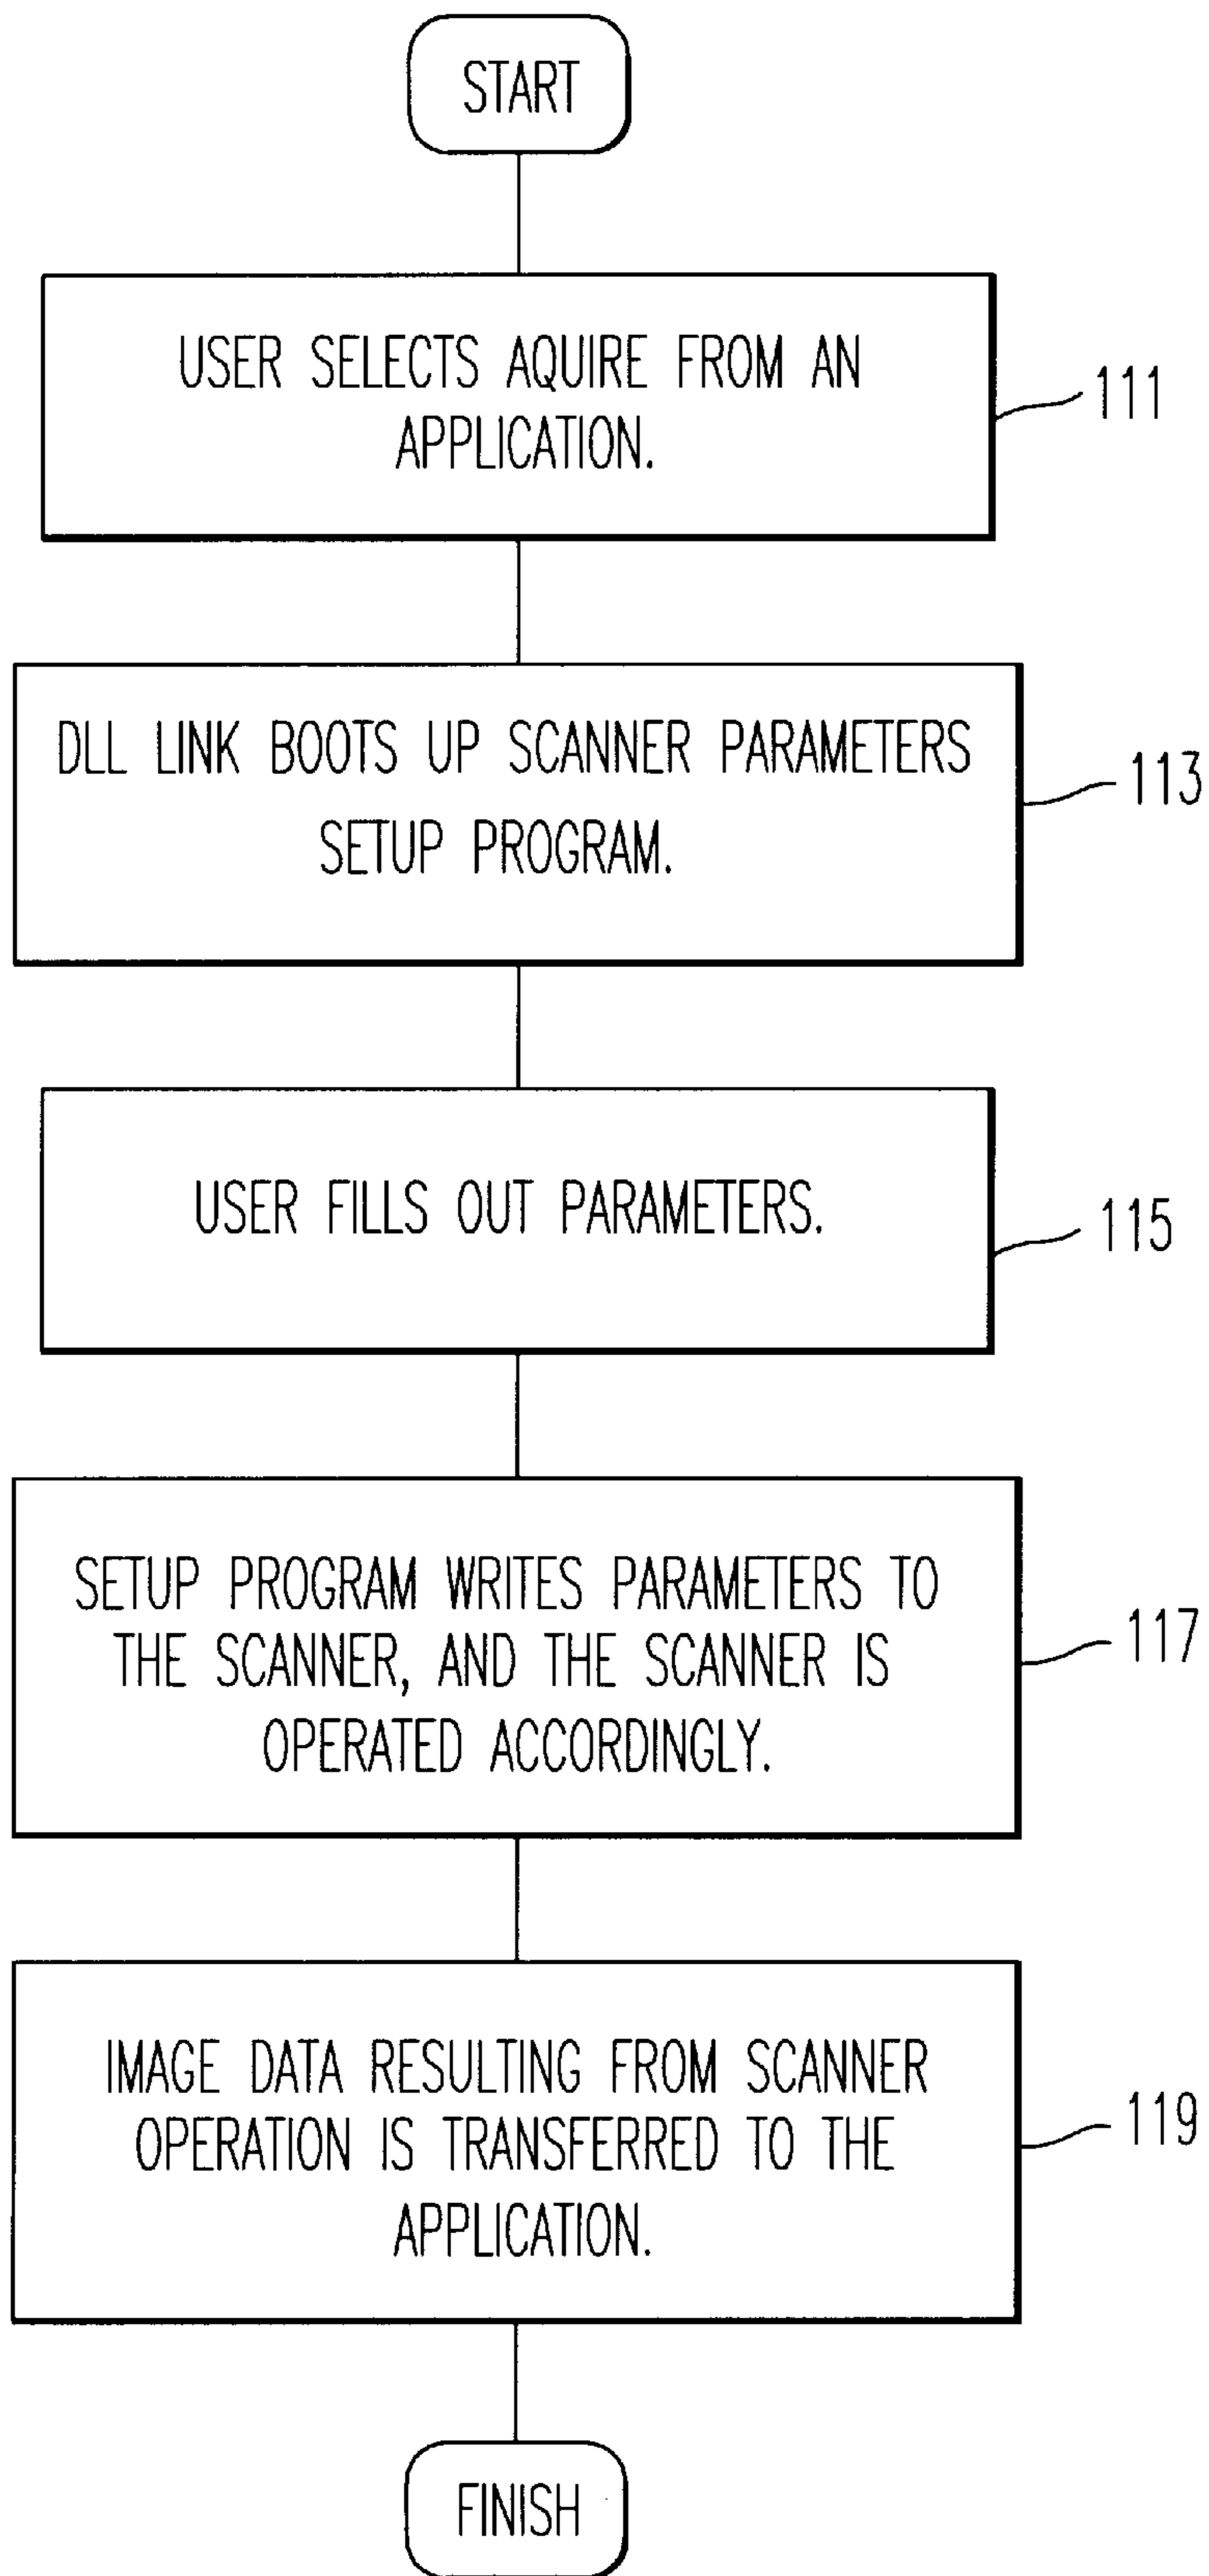 START
USER SELECTS AQUIRE FROM AN
APPLICATION.
111
DLL LINK BOOTS UP SCANNER PARAMETERS
SETUP PROGRAM.
113
USER FILLS OUT PARAMETERS.
115
SETUP PROGRAM WRITES PARAMETERS TO
THE SCANNER, AND THE SCANNER IS
OPERATED ACCORDINGLY.
117
IMAGE DATA RESULTING FROM SCANNER
OPERATION IS TRANSFERRED TO THE
APPLICATION.
119
FINISH